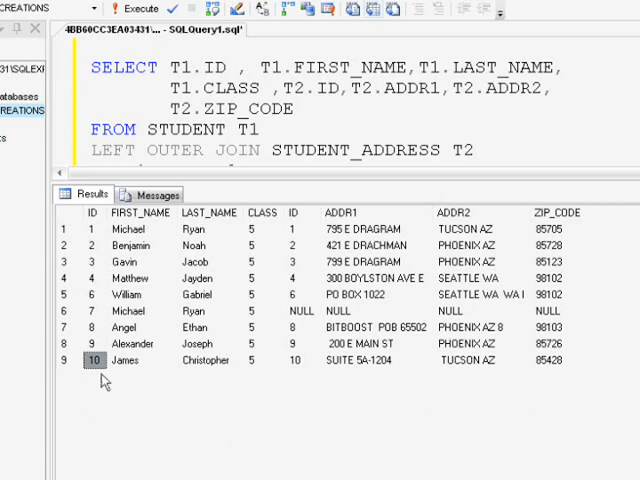 CREATIONS
Execute
4BB60CC3EA03431\... - SQLQuery1.sql*
31\SQLEXP
atabases
CREATIONS
ts
SELECT T1.ID , T1.FIRST_NAME,T1.LAST_NAME,
T1.CLASS ,T2.ID,T2.ADDR1,T2.ADDR2,
T2.ZIP_CODE
FROM STUDENT T1
LEFT OUTER JOIN STUDENT_ADDRESS T2
Results Messages
ID FIRST_NAME LAST_NAME CLASS ID ADDR1 ADDR2 ZIP_CODE
1 1 Michael Ryan 5 1 795 E DRAGRAM TUCSON AZ 85705
2 2 Benjamin Noah 5 2 421 E DRACHMAN PHOENIX AZ 85728
3 3 Gavin Jacob 5 3 799 E DRAGRAM PHOENIX AZ 85123
4 4 Matthew Jayden 5 4 300 BOYLSTON AVE E SEATTLE WA 98102
5 6 William Gabriel 5 6 PO BOX 1022 SEATTLE WA WA I 98102
6 7 Michael Ryan 5 NULL NULL NULL NULL
7 8 Angel Ethan 5 8 BITBOOST POB 65502 PHOENIX AZ 8 98103
8 9 Alexander Joseph 5 9 200 E MAIN ST PHOENIX AZ 85726
9 10 James Christopher 5 10 SUITE 5A-1204 TUCSON AZ 85428